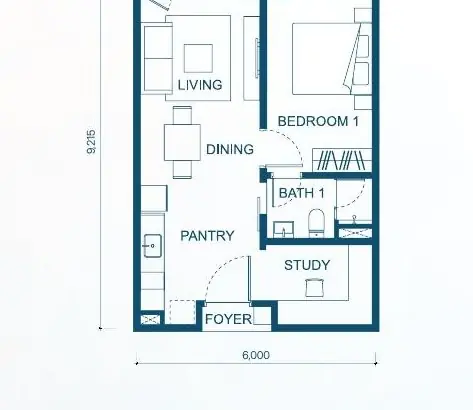 LIVING
BEDROOM 1
DINING
9,215
BATH 1
PANTRY
STUDY
FOYER
6,000